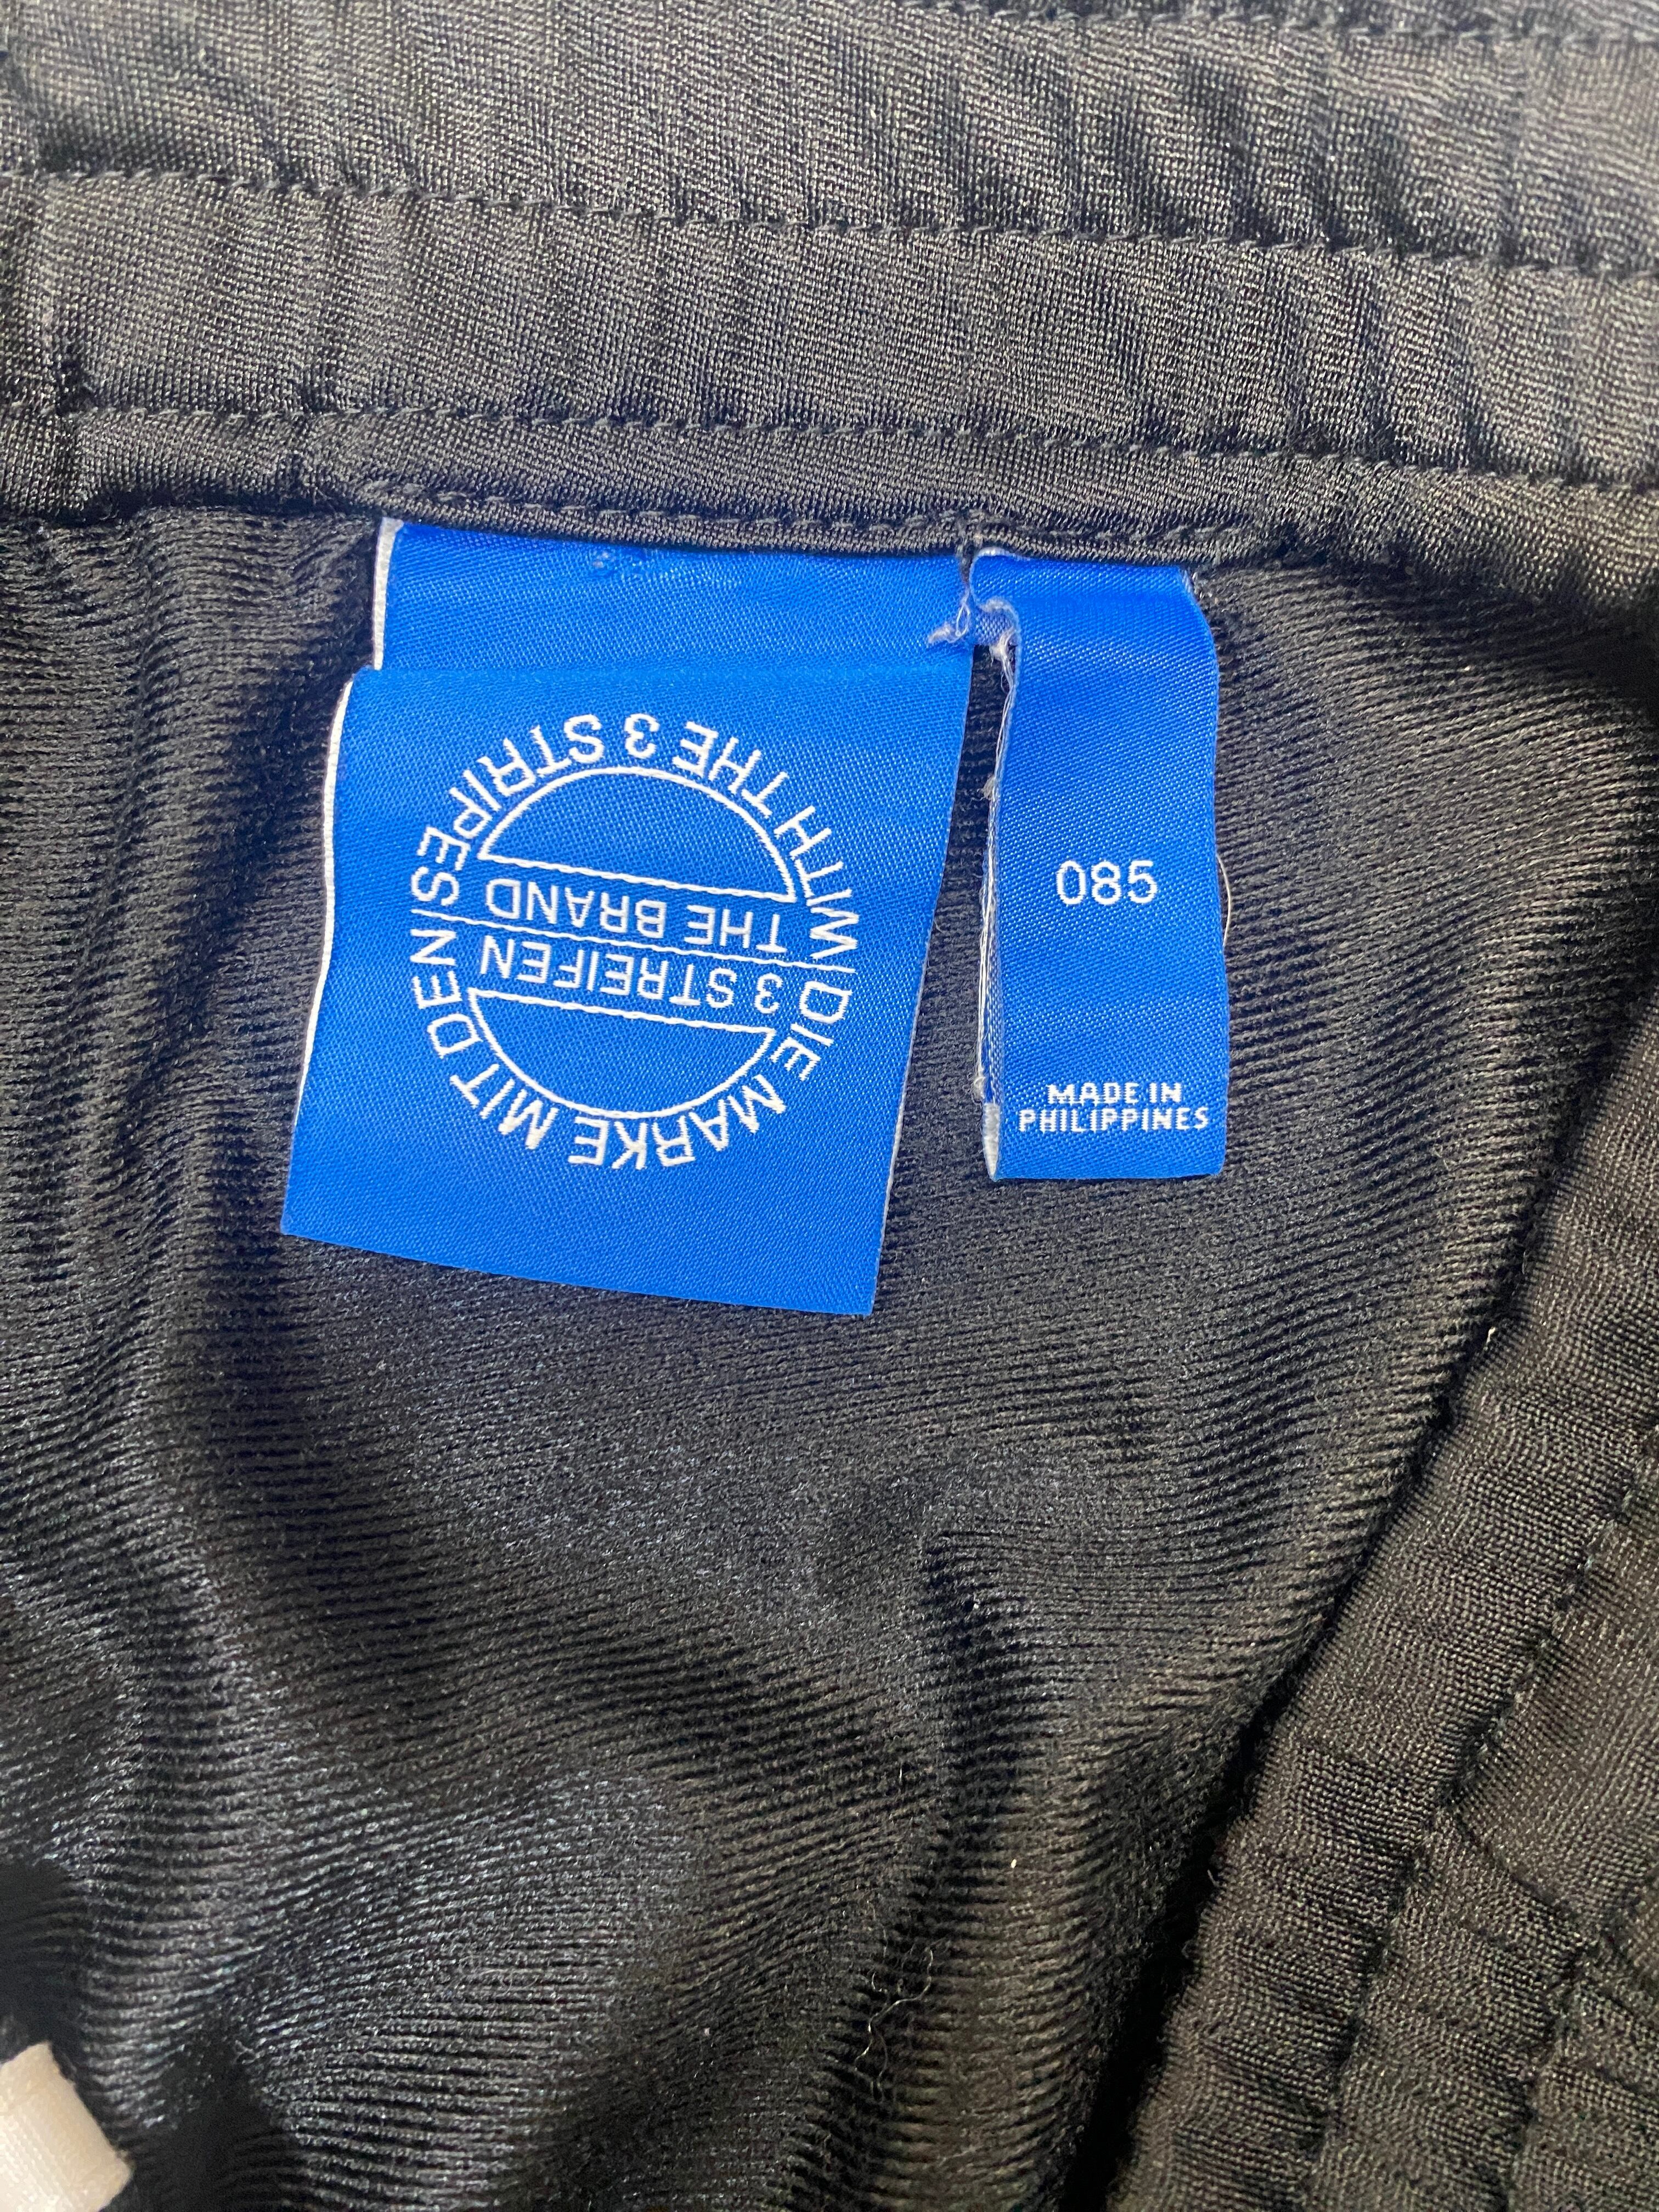 THE BRAND
WITH THE 3 STRIPES
3 STREIFEN
DIE MARKE MIT DEN
085
MADE IN
PHILIPPINES